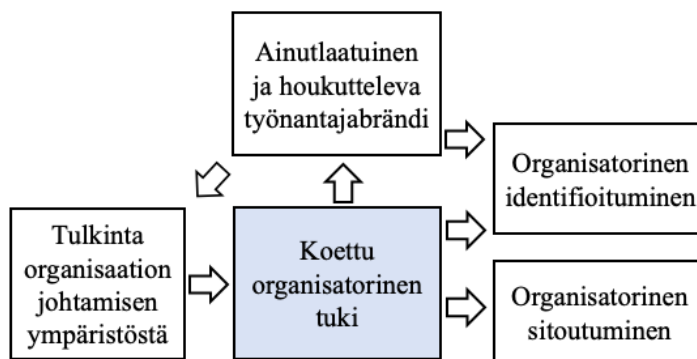 Ainutlaatuinen
ja houkutteleva
työnantajabrändi
Organisatorinen
identifioituminen
Tulkinta
organisaation
johtamisen
ympäristöstä
Koettu
organisatorinen
tuki
Organisatorinen
sitoutuminen